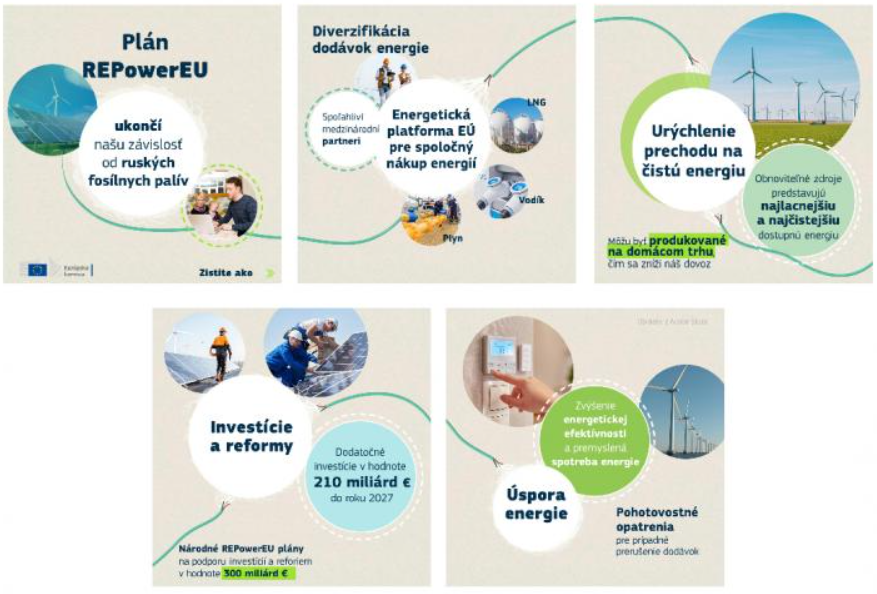 Plán
REPowerEU
ukončí
našu závislosť
od ruských
fosílnych palív
Európska
komisia
Zistite ako
Diverzifikácia
dodávok energie
Spoľahliví
medzinárodní
partneri
Energetická
platforma EÚ
pre spoločný
nákup energií
LNG
Vodík
Plyn
Urýchlenie
prechodu na
čistú energiu
Obnoviteľné zdroje
predstavujú
najlacnejšiu
a najčistejšiu
dostupnú energiu
Môžu byť produkované
na domácom trhu,
čím sa zníži náš dovoz
Investície
a reformy
Dodatočné
investície v hodnote
210 miliárd €
do roku 2027
Národné REPowerEU plány
na podporu investícií a reforiem
v hodnote 300 miliárd €
Zvýšenie
energetickej
efektívnosti
a premyslená
spotreba energie
Úspora
energie
Pohotovostné
opatrenia
pre prípadné
prerušenie dodávok